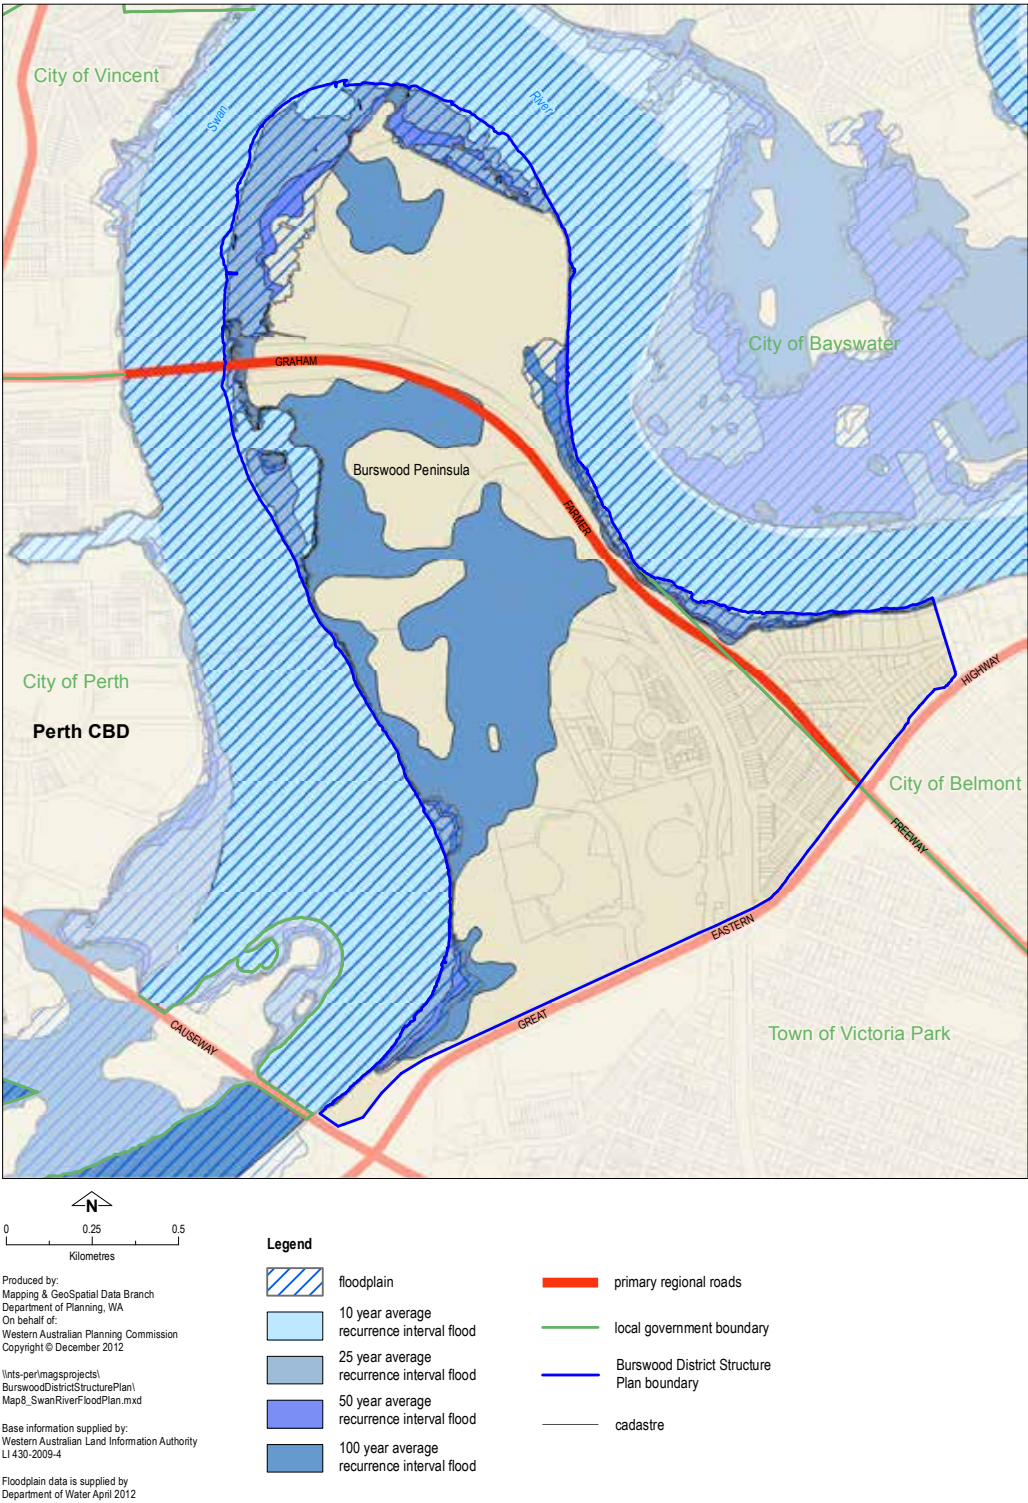 City of Vincent
Swan
River
City of Bayswater
GRAHAM
Burswood Peninsula
FARMER
City of Perth
Perth CBD
HIGHWAY
City of Belmont
FREEWAY
EASTERN
GREAT
CAUSEWAY
Town of Victoria Park
N
0 0.25 0.5
Kilometres
Produced by:
Mapping & GeoSpatial Data Branch
Department of Planning, WA
On behalf of:
Western Australian Planning Commission
Copyright © December 2012
\\nts-per\magsprojects\
BurswoodDistrictStructurePlan\
Map8_SwanRiverFloodPlan.mxd
Base information supplied by:
Western Australian Land Information Authority
LI 430-2009-4
Floodplain data is supplied by
Department of Water April 2012
Legend
floodplain
10 year average
recurrence interval flood
25 year average
recurrence interval flood
50 year average
recurrence interval flood
100 year average
recurrence interval flood
primary regional roads
local government boundary
Burswood District Structure
Plan boundary
cadastre